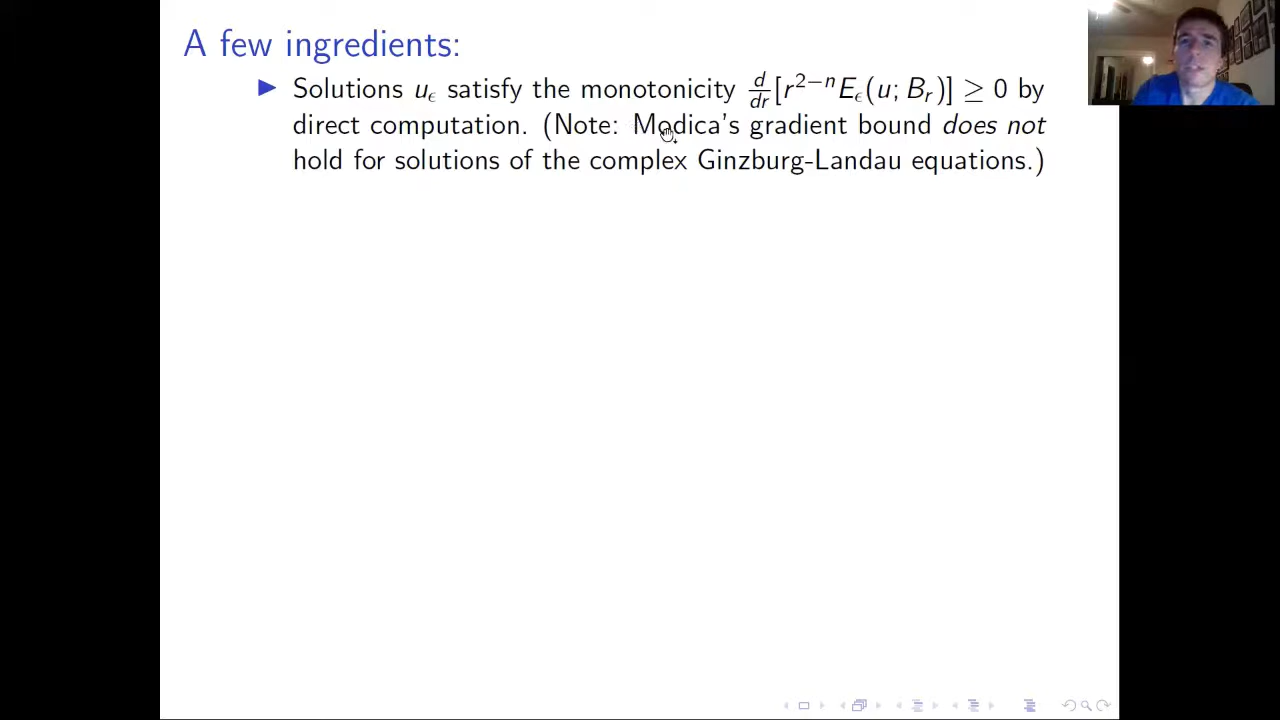 A few ingredients:
▶ Solutions u_ϵ satisfy the monotonicity d/dr[r^{2−n}E_ϵ(u; B_r)] ≥ 0 by
direct computation. (Note: Modica's gradient bound does not
hold for solutions of the complex Ginzburg-Landau equations.)